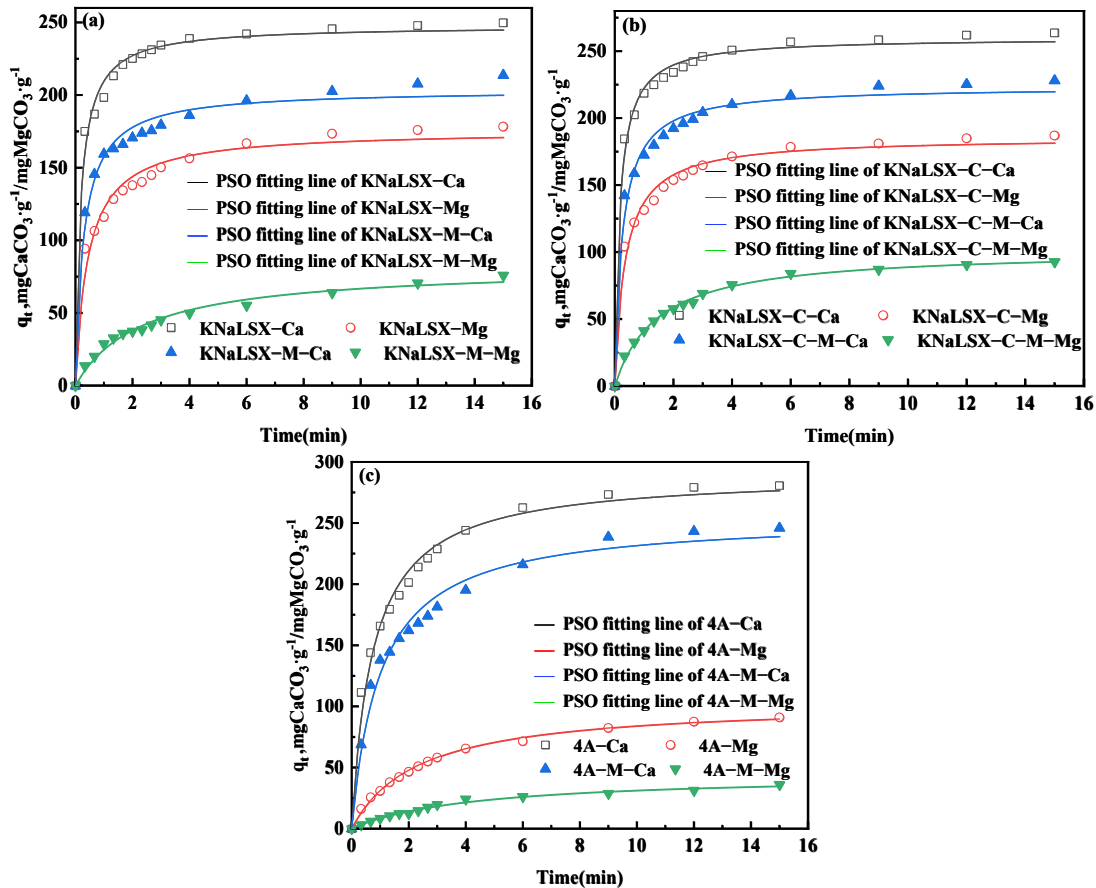 (a)
250
200
150
100
50
0
qt,mgCaCO3·g-1/mgMgCO3·g-1
PSO fitting line of KNaLSX−Ca
PSO fitting line of KNaLSX−Mg
PSO fitting line of KNaLSX−M−Ca
PSO fitting line of KNaLSX−M−Mg
KNaLSX−Ca KNaLSX−Mg
KNaLSX−M−Ca KNaLSX−M−Mg
0 2 4 6 8 10 12 14 16
Time(min)
(b)
250
200
150
100
50
0
qt,mgCaCO3·g-1/mgMgCO3·g-1
PSO fitting line of KNaLSX−C−Ca
PSO fitting line of KNaLSX−C−Mg
PSO fitting line of KNaLSX−C−M−Ca
PSO fitting line of KNaLSX−C−M−Mg
KNaLSX−C−Ca KNaLSX−C−Mg
KNaLSX−C−M−Ca KNaLSX−C−M−Mg
0 2 4 6 8 10 12 14 16
Time(min)
(c)
300
250
200
150
100
50
0
qt,mgCaCO3·g-1/mgMgCO3·g-1
PSO fitting line of 4A−Ca
PSO fitting line of 4A−Mg
PSO fitting line of 4A−M−Ca
PSO fitting line of 4A−M−Mg
4A−Ca 4A−Mg
4A−M−Ca 4A−M−Mg
0 2 4 6 8 10 12 14 16
Time(min)